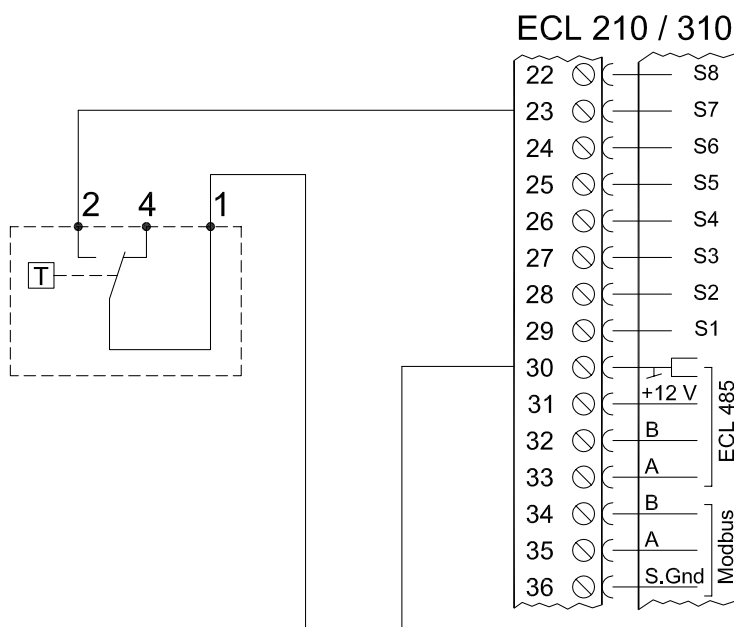 ECL 210 / 310
22 S8
23 S7
24 S6
25 S5
26 S4
27 S3
28 S2
29 S1
30
31 +12 V
32 B
33 A
ECL 485
34 B
35 A
36 S.Gnd
Modbus
2 4 1
T